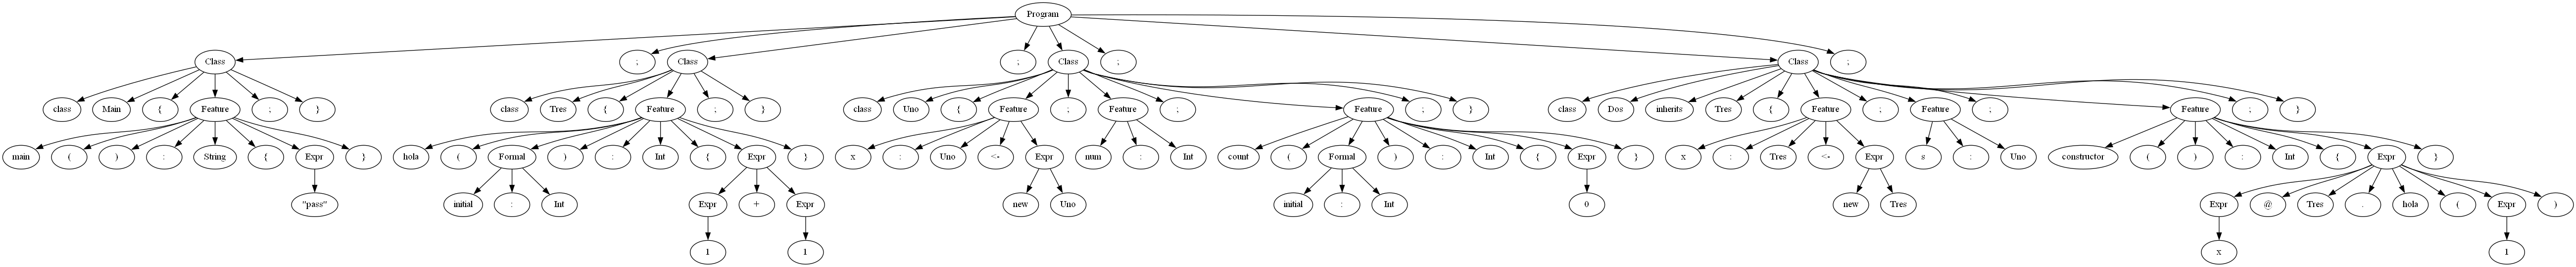 Program
Class ; Class ; Class ; Class ;
class Main { Feature ; } class Tres { Feature ; } class Uno { Feature ; Feature ; Feature ; } class Dos inherits Tres { Feature ; Feature ; Feature ; }
main ( ) : String { Expr } hola ( Formal ) : Int { Expr } x : Uno <- Expr num : Int count ( Formal ) : Int { Expr } x : Tres <- Expr s : Uno constructor ( ) : Int { Expr }
"pass" initial : Int Expr + Expr new Uno initial : Int 0 new Tres Expr @ Tres . hola ( Expr )
1 1 x 1